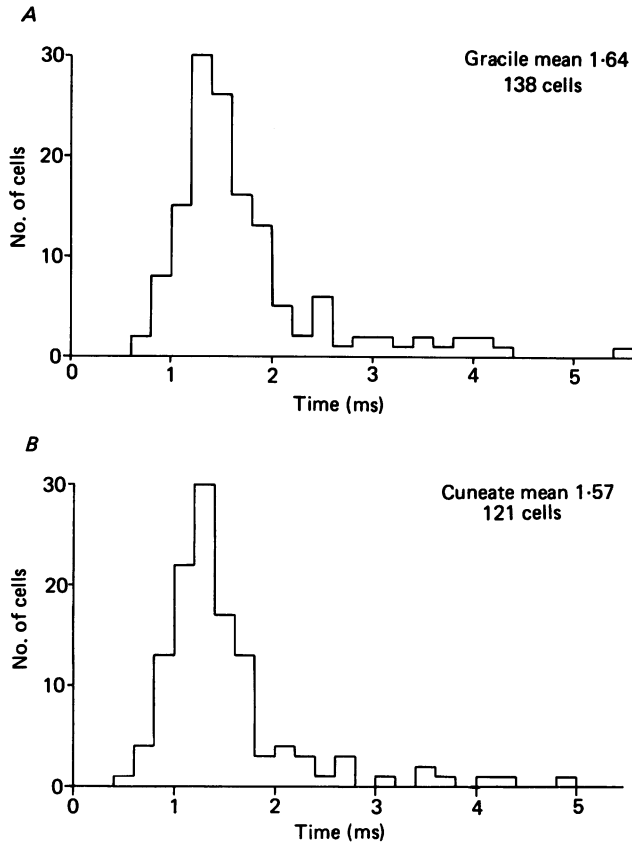 A
Gracile mean 1·64
138 cells
No. of cells
30
20
10
0
0 1 2 3 4 5
Time (ms)
B
Cuneate mean 1·57
121 cells
No. of cells
30
20
10
0
0 1 2 3 4 5
Time (ms)